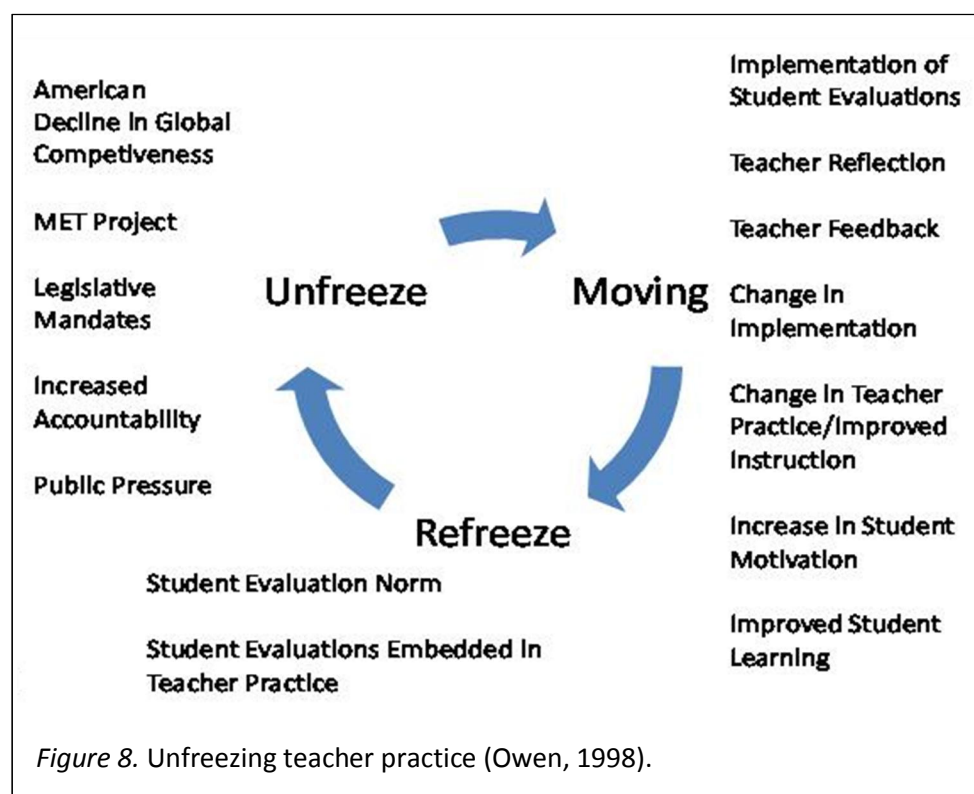 American
Decline in Global
Competiveness
MET Project
Legislative
Mandates
Increased
Accountability
Public Pressure
Unfreeze
Moving
Refreeze
Implementation of
Student Evaluations
Teacher Reflection
Teacher Feedback
Change in
Implementation
Change in Teacher
Practice/Improved
Instruction
Increase in Student
Motivation
Improved Student
Learning
Student Evaluation Norm
Student Evaluations Embedded in
Teacher Practice
Figure 8. Unfreezing teacher practice (Owen, 1998).